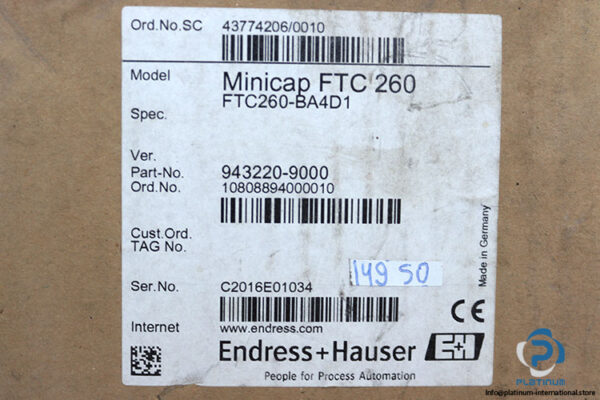 Ord.No.SC 43774206/0010
Model Minicap FTC 260
FTC260-BA4D1
Spec.
Ver.
Part-No. 943220-9000
Ord.No. 10808894000010
Cust.Ord.
TAG No.
Made in Germany
149 50
Ser.No. C2016E01034
CE
Internet www.endress.com
Endress+Hauser E+H
People for Process Automation
PLATINUM
Info@platinum-international.store